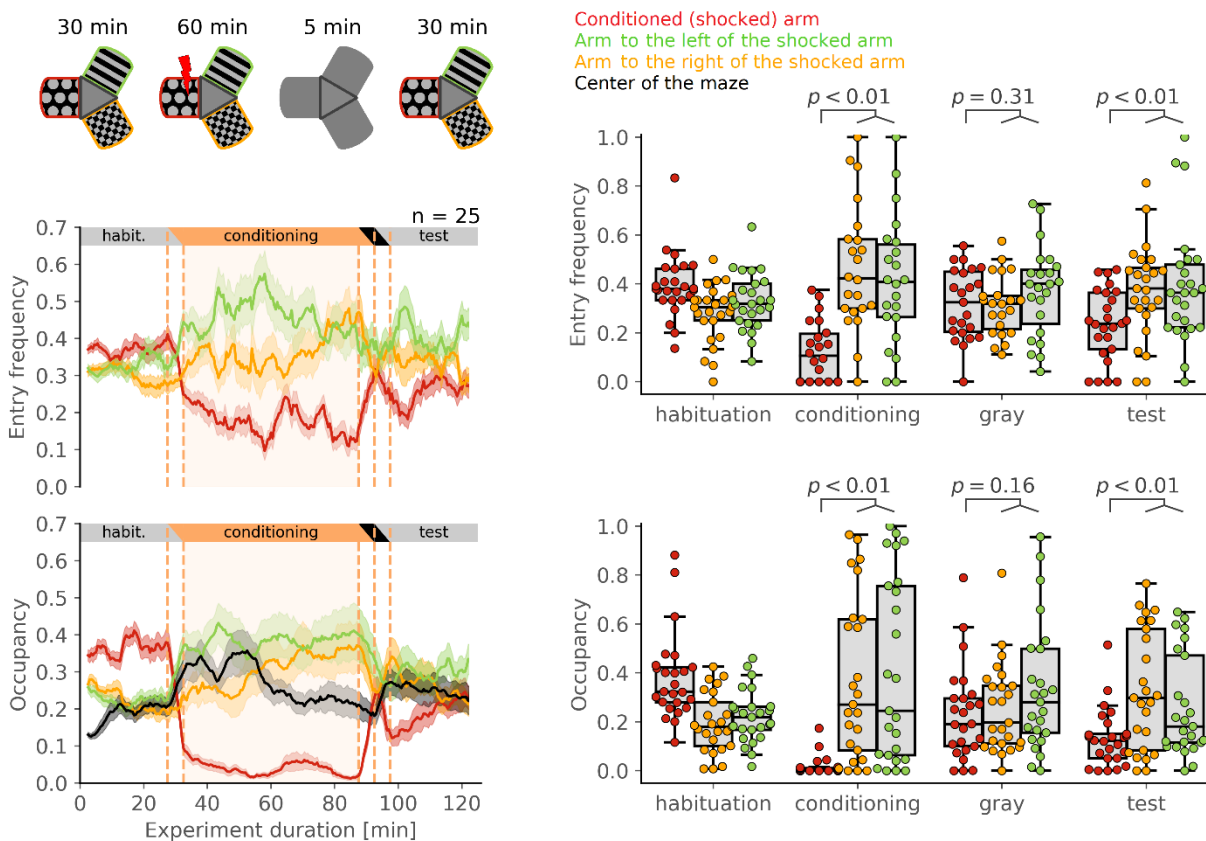 30 min 60 min 5 min 30 min
n = 25
Entry frequency
0.7
0.6
0.5
0.4
0.3
0.2
0.1
0.0
habit. conditioning test
Occupancy
0.7
0.6
0.5
0.4
0.3
0.2
0.1
0.0
habit. conditioning test
0 20 40 60 80 100 120
Experiment duration [min]
Conditioned (shocked) arm
Arm to the left of the shocked arm
Arm to the right of the shocked arm
Center of the maze
p < 0.01 p = 0.31 p < 0.01
Entry frequency
1.0
0.8
0.6
0.4
0.2
0.0
habituation conditioning gray test
p < 0.01 p = 0.16 p < 0.01
Occupancy
1.0
0.8
0.6
0.4
0.2
0.0
habituation conditioning gray test